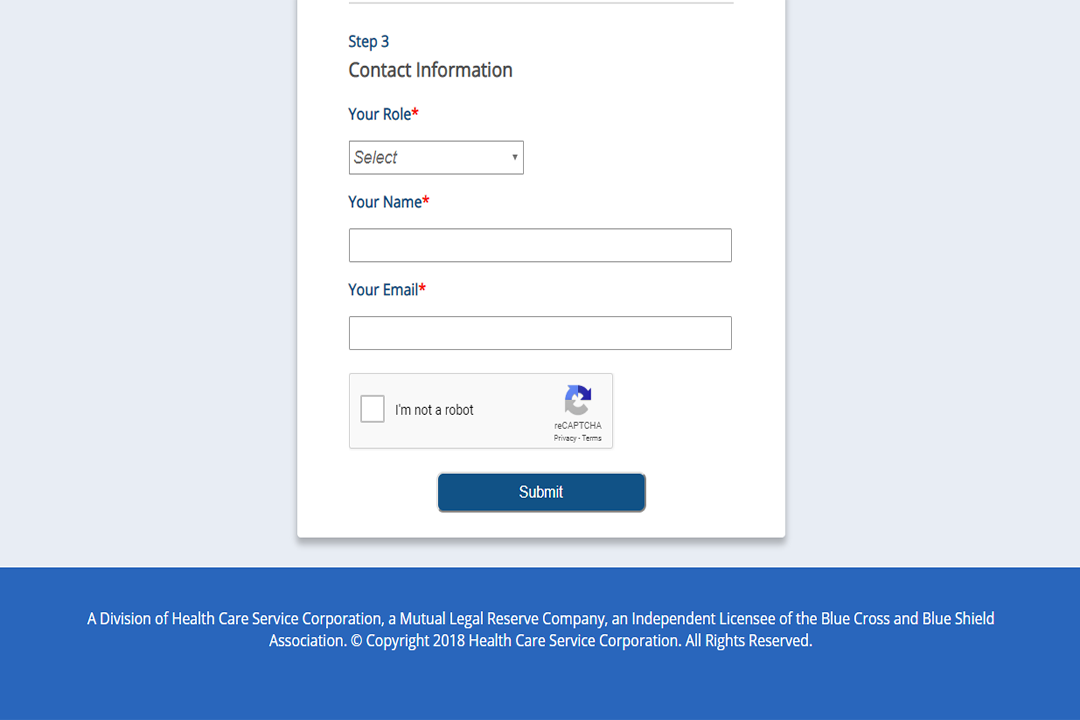 Step 3
Contact Information
Your Role*
Select
Your Name*
Your Email*
I'm not a robot
reCAPTCHA
Privacy - Terms
Submit
A Division of Health Care Service Corporation, a Mutual Legal Reserve Company, an Independent Licensee of the Blue Cross and Blue Shield
Association. © Copyright 2018 Health Care Service Corporation. All Rights Reserved.